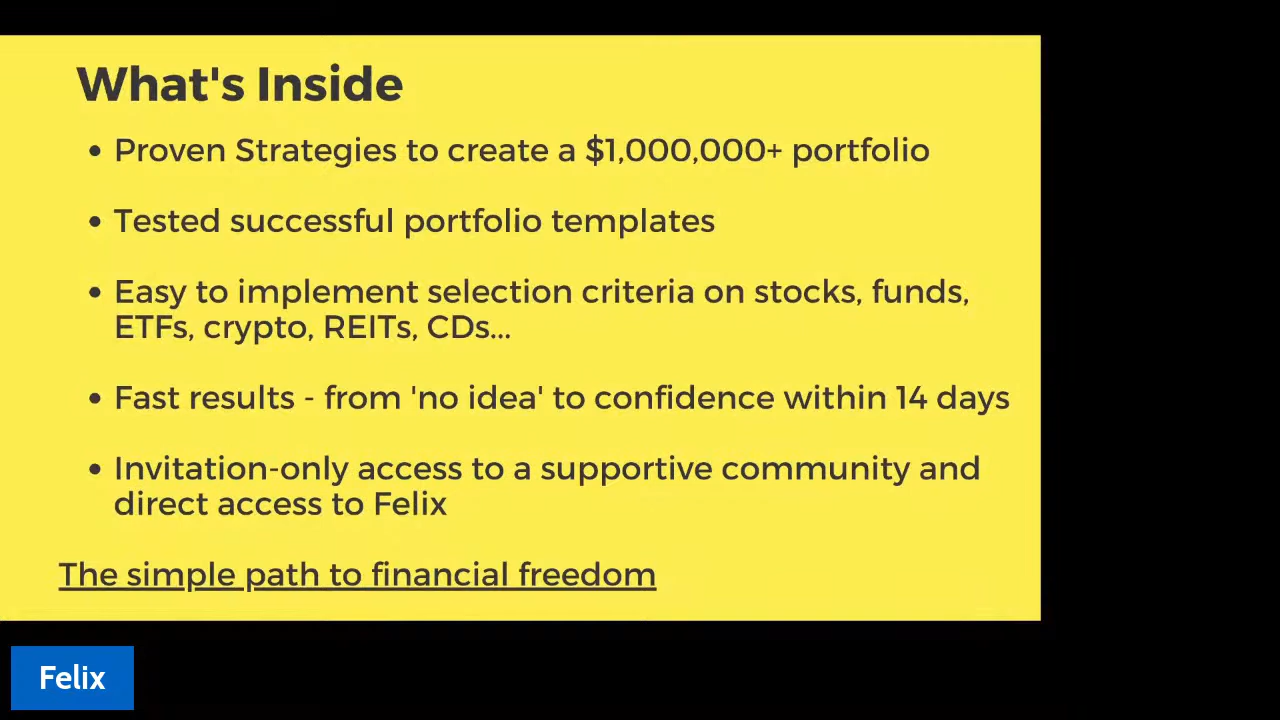 What's Inside
• Proven Strategies to create a $1,000,000+ portfolio
• Tested successful portfolio templates
• Easy to implement selection criteria on stocks, funds,
ETFs, crypto, REITs, CDs...
• Fast results - from 'no idea' to confidence within 14 days
• Invitation-only access to a supportive community and
direct access to Felix
The simple path to financial freedom
Felix